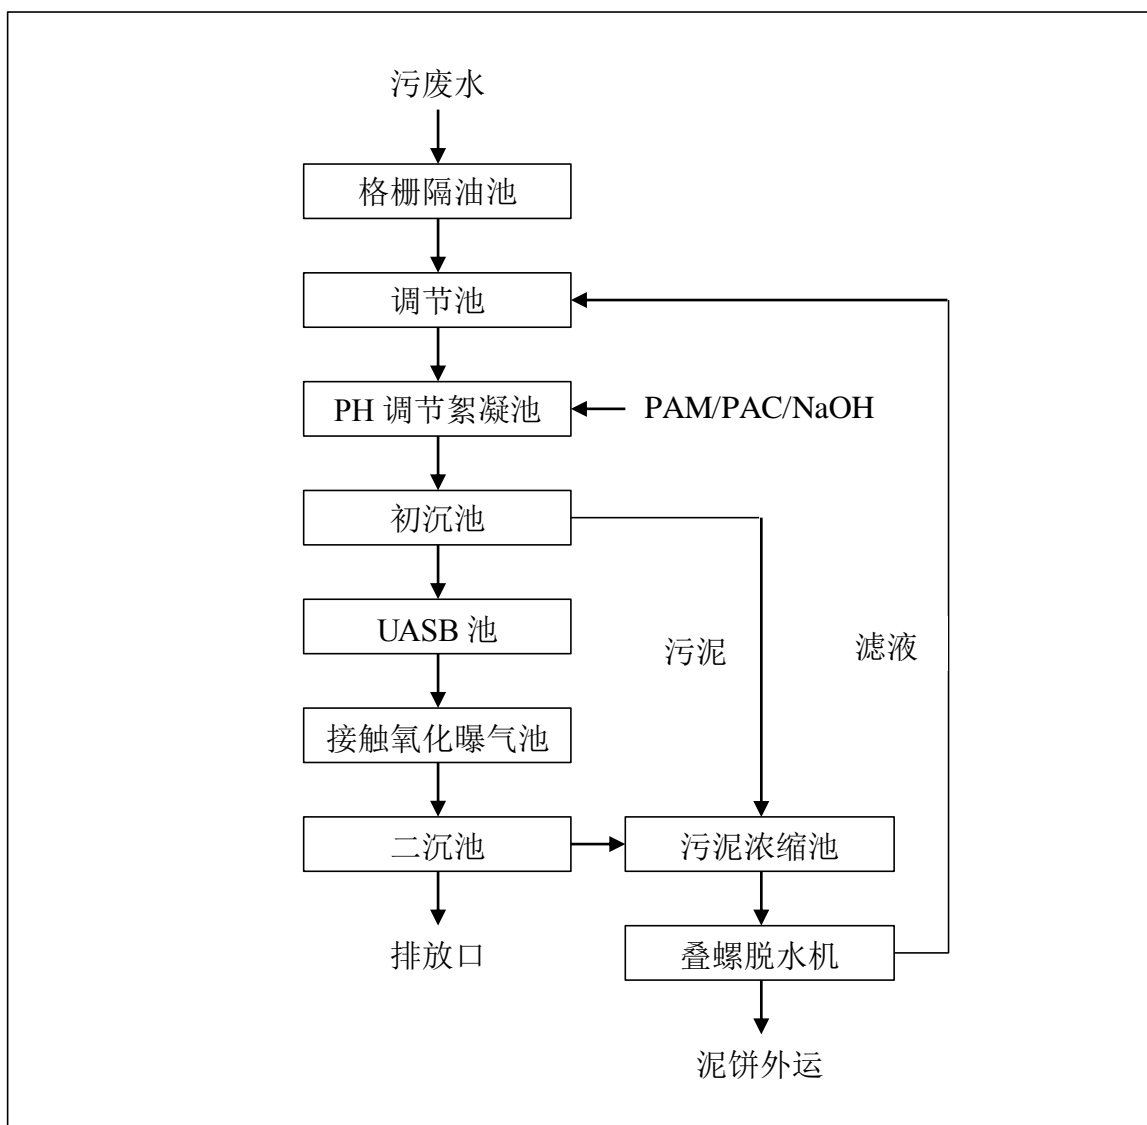 污废水
格栅隔油池
调节池
PH 调节絮凝池
PAM/PAC/NaOH
初沉池
UASB 池
污泥
滤液
接触氧化曝气池
二沉池
污泥浓缩池
排放口
叠螺脱水机
泥饼外运